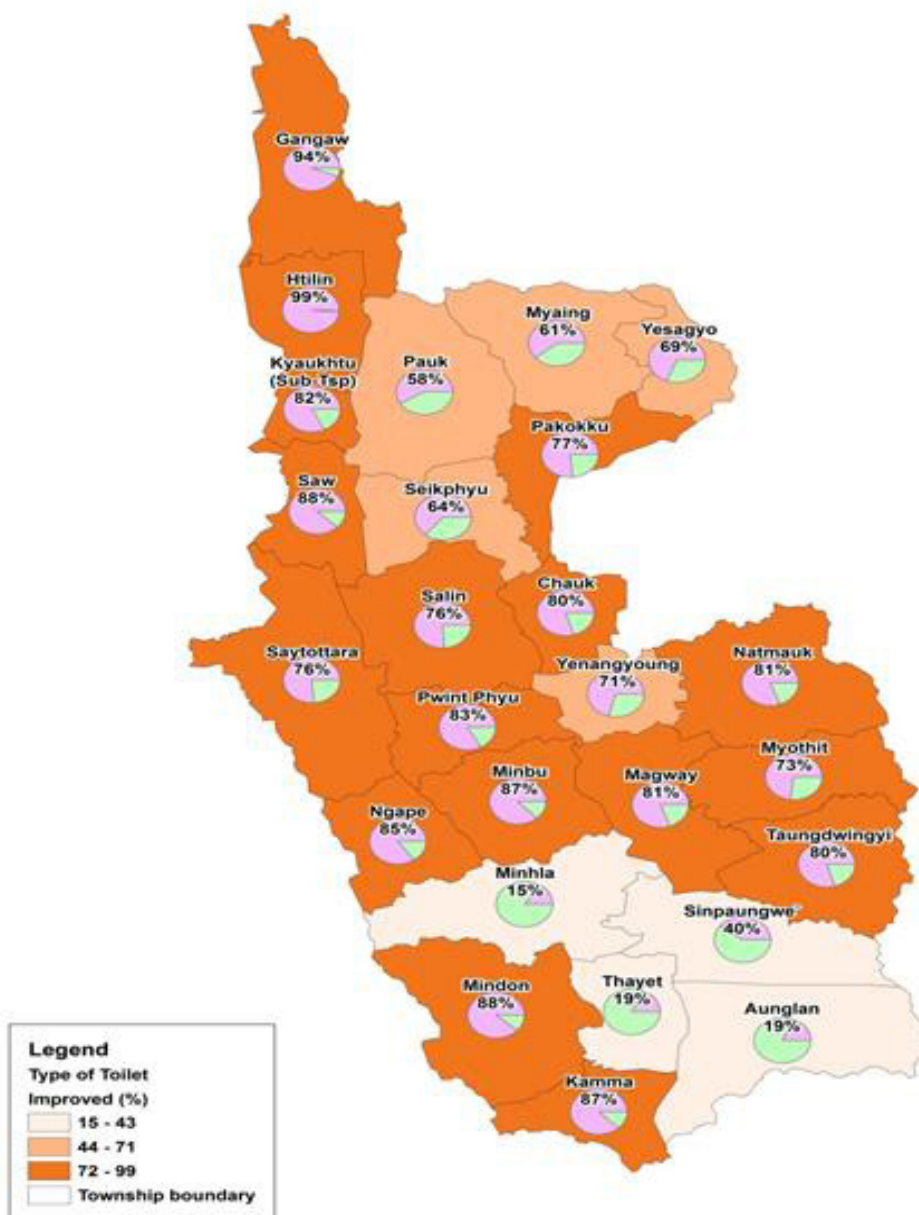 Gangaw
94%
Htilin
99%
Kyaukhtu
(Sub-Tsp)
82%
Pauk
58%
Myaing
61%
Yesagyo
69%
Pakokku
77%
Saw
88%
Seikphyu
64%
Salin
76%
Chauk
80%
Saytottara
76%
Yenangyoung
71%
Natmauk
81%
Pwint Phyu
83%
Myothit
73%
Minbu
87%
Magway
81%
Ngape
85%
Taungdwingyi
80%
Minhla
15%
Sinpaungwe
40%
Mindon
88%
Thayet
19%
Aunglan
19%
Kamma
87%
Legend
Type of Toilet
Improved (%)
15 - 43
44 - 71
72 - 99
Township boundary